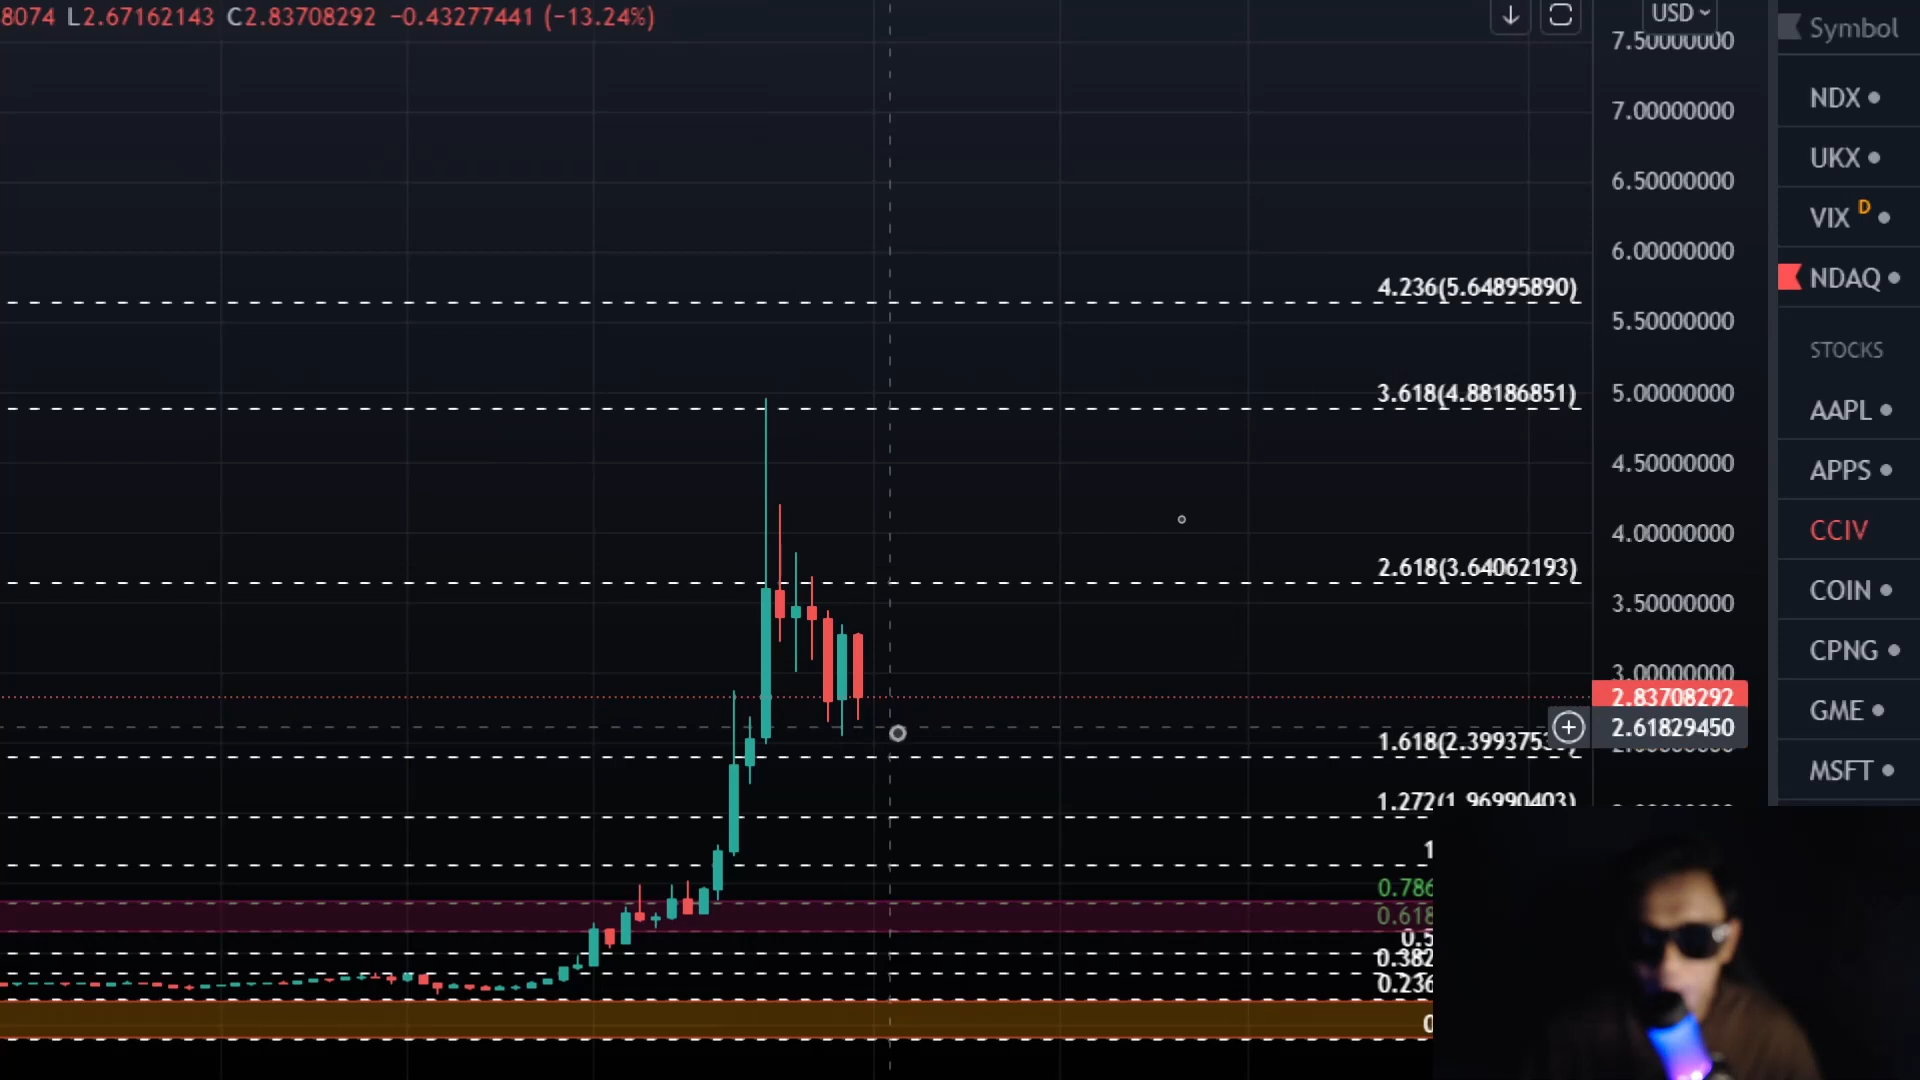 8074 L2.67162143 C2.83708292 −0.43277441 (−13.24%)
USD
7.50000000
7.00000000
6.50000000
6.00000000
5.50000000
5.00000000
4.50000000
4.00000000
3.50000000
3.00000000
2.83708292
2.61829450
4.236(5.64895890)
3.618(4.88186851)
2.618(3.64062193)
1.618(2.3993753
1.272(1.96990403)
1
0.786
0.618
0.5
0.382
0.236
0
Symbol
NDX
UKX
VIX D
NDAQ
STOCKS
AAPL
APPS
CCIV
COIN
CPNG
GME
MSFT